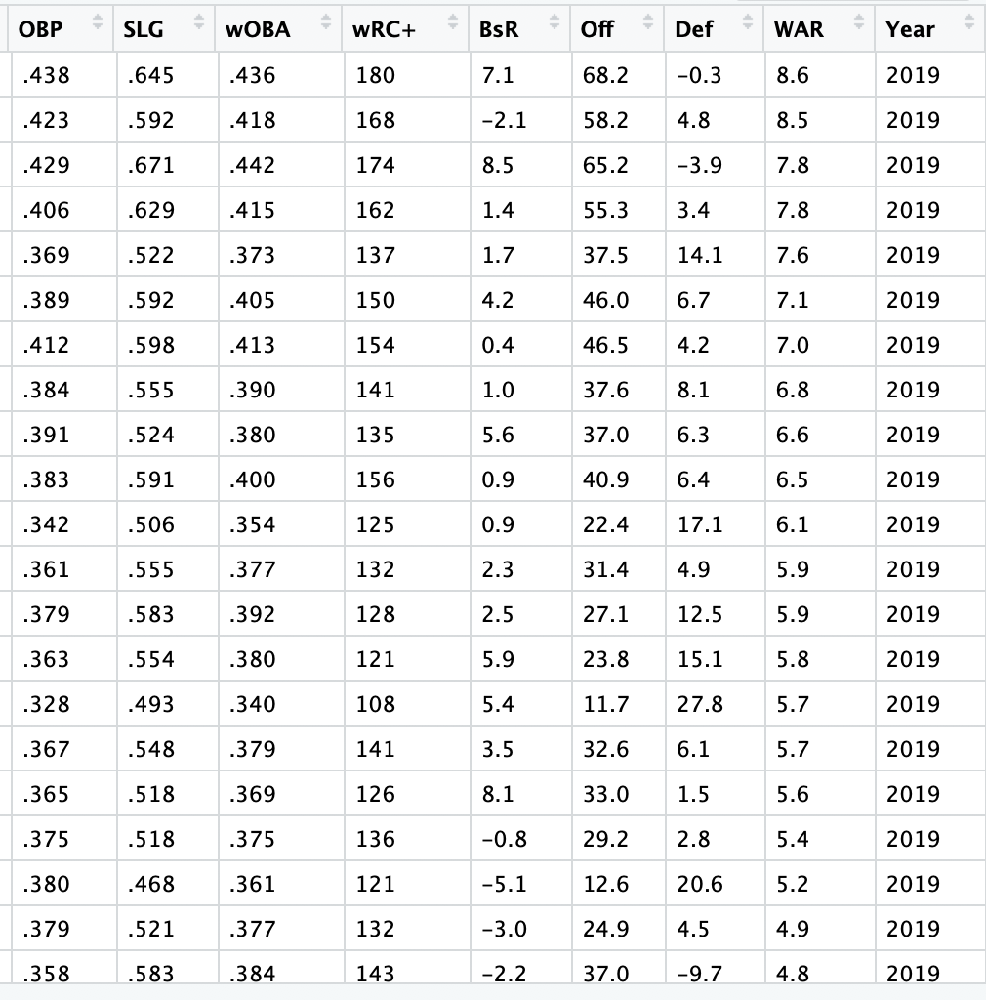 OBP SLG wOBA wRC+ BsR Off Def WAR Year
.438 .645 .436 180 7.1 68.2 −0.3 8.6 2019
.423 .592 .418 168 −2.1 58.2 4.8 8.5 2019
.429 .671 .442 174 8.5 65.2 −3.9 7.8 2019
.406 .629 .415 162 1.4 55.3 3.4 7.8 2019
.369 .522 .373 137 1.7 37.5 14.1 7.6 2019
.389 .592 .405 150 4.2 46.0 6.7 7.1 2019
.412 .598 .413 154 0.4 46.5 4.2 7.0 2019
.384 .555 .390 141 1.0 37.6 8.1 6.8 2019
.391 .524 .380 135 5.6 37.0 6.3 6.6 2019
.383 .591 .400 156 0.9 40.9 6.4 6.5 2019
.342 .506 .354 125 0.9 22.4 17.1 6.1 2019
.361 .555 .377 132 2.3 31.4 4.9 5.9 2019
.379 .583 .392 128 2.5 27.1 12.5 5.9 2019
.363 .554 .380 121 5.9 23.8 15.1 5.8 2019
.328 .493 .340 108 5.4 11.7 27.8 5.7 2019
.367 .548 .379 141 3.5 32.6 6.1 5.7 2019
.365 .518 .369 126 8.1 33.0 1.5 5.6 2019
.375 .518 .375 136 −0.8 29.2 2.8 5.4 2019
.380 .468 .361 121 −5.1 12.6 20.6 5.2 2019
.379 .521 .377 132 −3.0 24.9 4.5 4.9 2019
.358 .583 .384 143 −2.2 37.0 −9.7 4.8 2019